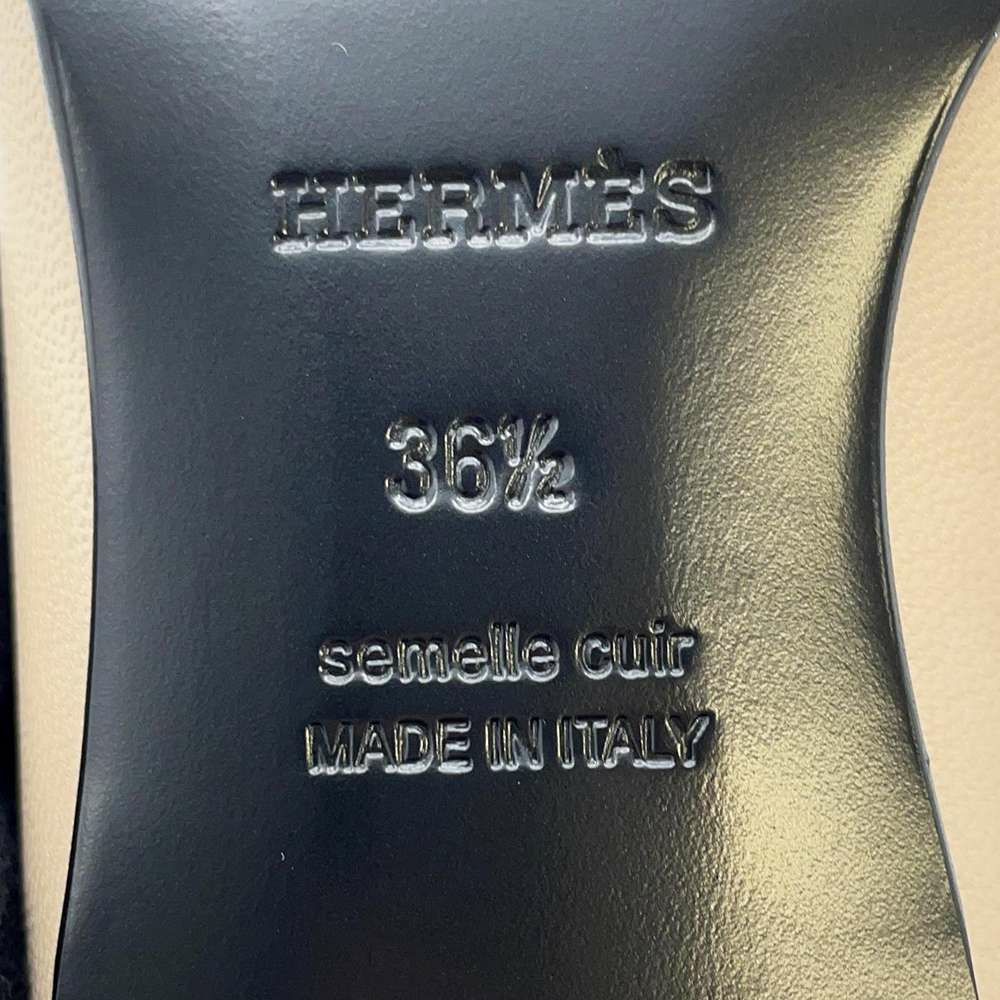 HERMÈS
36½
semelle cuir
MADE IN ITALY